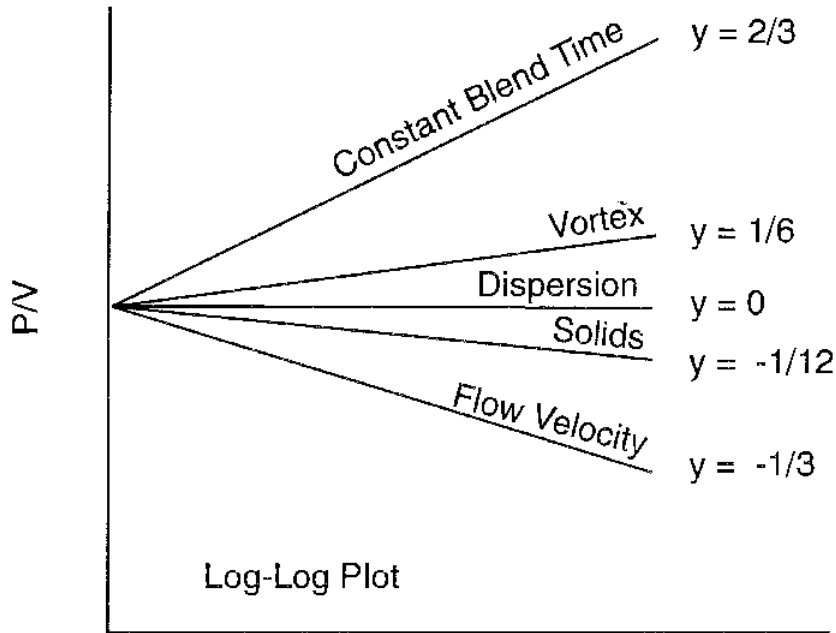 y = 2/3
Constant Blend Time
Vortex
y = 1/6
Dispersion
y = 0
Solids
y = -1/12
Flow Velocity
y = -1/3
P/V
Log-Log Plot